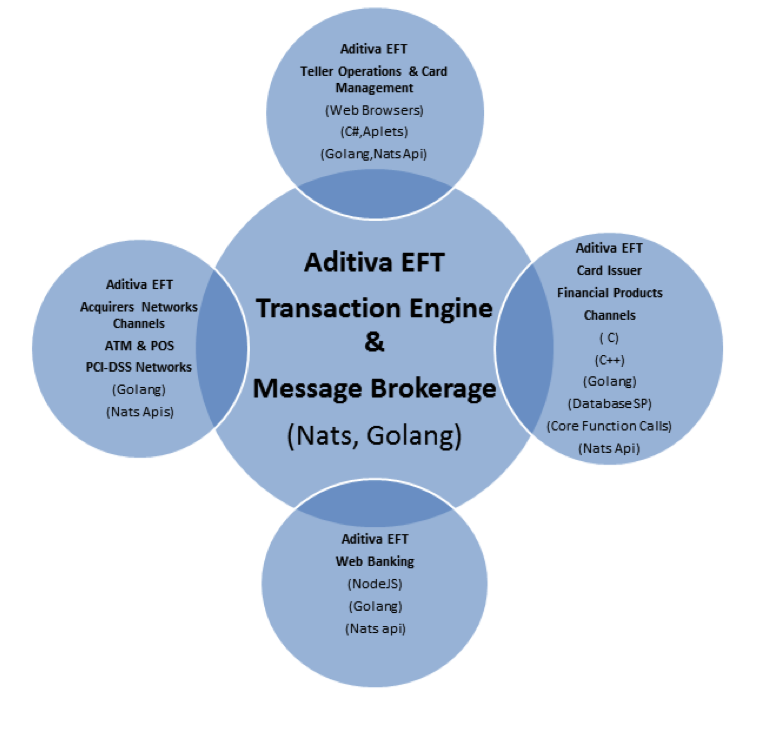 Aditiva EFT
Teller Operations & Card
Management
(Web Browsers)
(C#,Aplets)
(Golang,Nats Api)
Aditiva EFT
Acquirers Networks
Channels
ATM & POS
PCI-DSS Networks
(Golang)
(Nats Apis)
Aditiva EFT
Transaction Engine
&
Message Brokerage
(Nats, Golang)
Aditiva EFT
Card Issuer
Financial Products
Channels
( C)
(C++)
(Golang)
(Database SP)
(Core Function Calls)
(Nats Api)
Aditiva EFT
Web Banking
(NodeJS)
(Golang)
(Nats api)